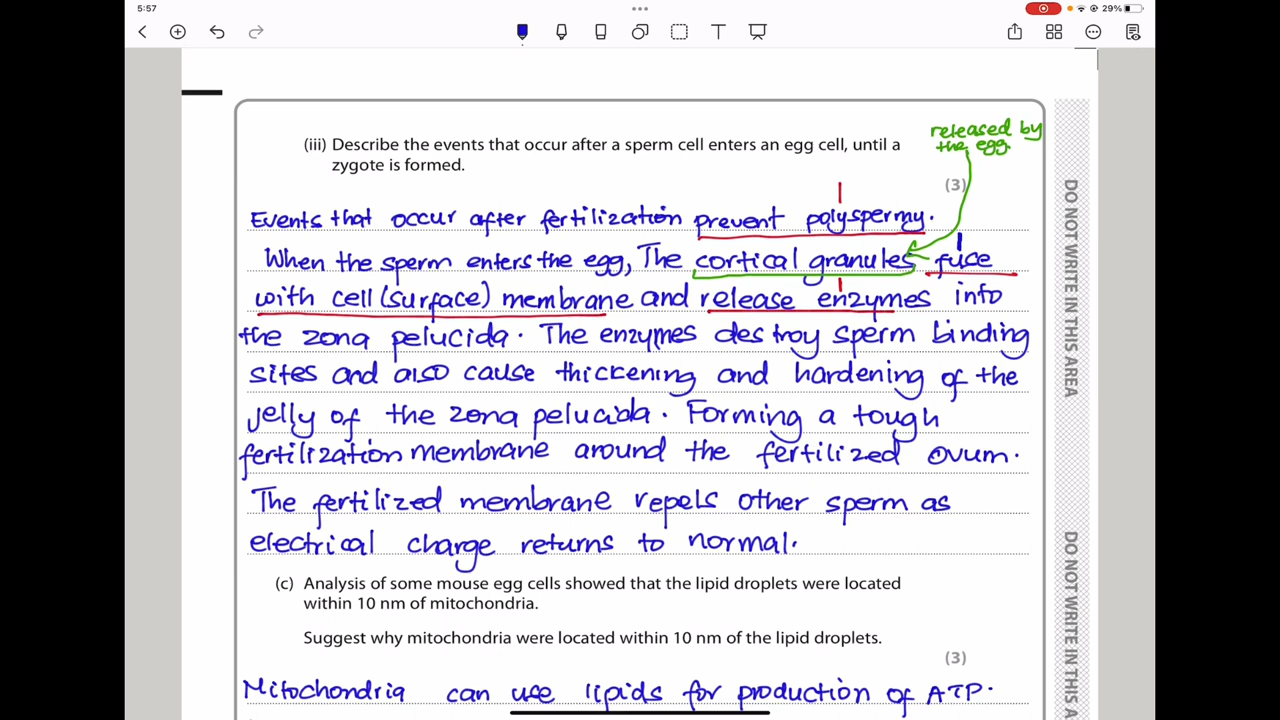 5:57
29%
(iii) Describe the events that occur after a sperm cell enters an egg cell, until a
zygote is formed.
released by
the egg
(3)
Events that occur after fertilization prevent polyspermy.
When the sperm enters the egg, The cortical granules fuce
with cell (surface) membrane and release enzymes into
the zona pelucida. The enzymes destroy sperm binding
sites and also cause thickening and hardening of the
jelly of the zona pelucida. Forming a tough
fertilization membrane around the fertilized ovum.
The fertilized membrane repels other sperm as
electrical charge returns to normal.
(c) Analysis of some mouse egg cells showed that the lipid droplets were located
within 10 nm of mitochondria.
Suggest why mitochondria were located within 10 nm of the lipid droplets.
(3)
Mitochondria can use lipids for production of ATP.
DO NOT WRITE IN THIS AREA
DO NOT WRITE IN THIS A